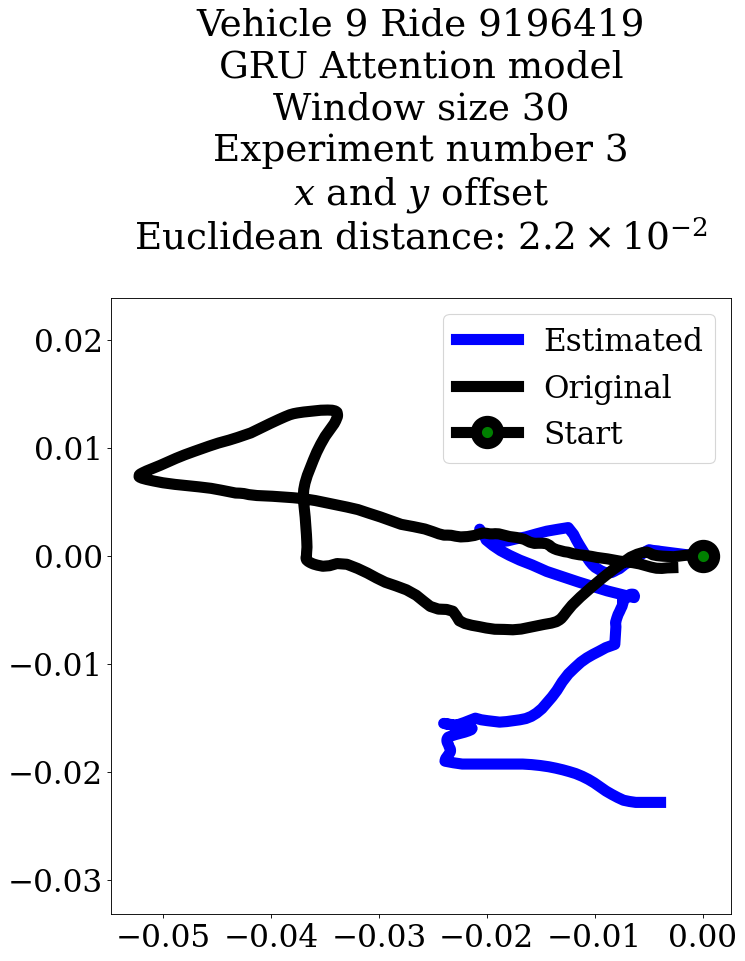 Vehicle 9 Ride 9196419
GRU Attention model
Window size 30
Experiment number 3
x and y offset
Euclidean distance: 2.2 × 10⁻²
Estimated
Original
Start
0.02
0.01
0.00
−0.01
−0.02
−0.03
−0.05 −0.04 −0.03 −0.02 −0.01 0.00